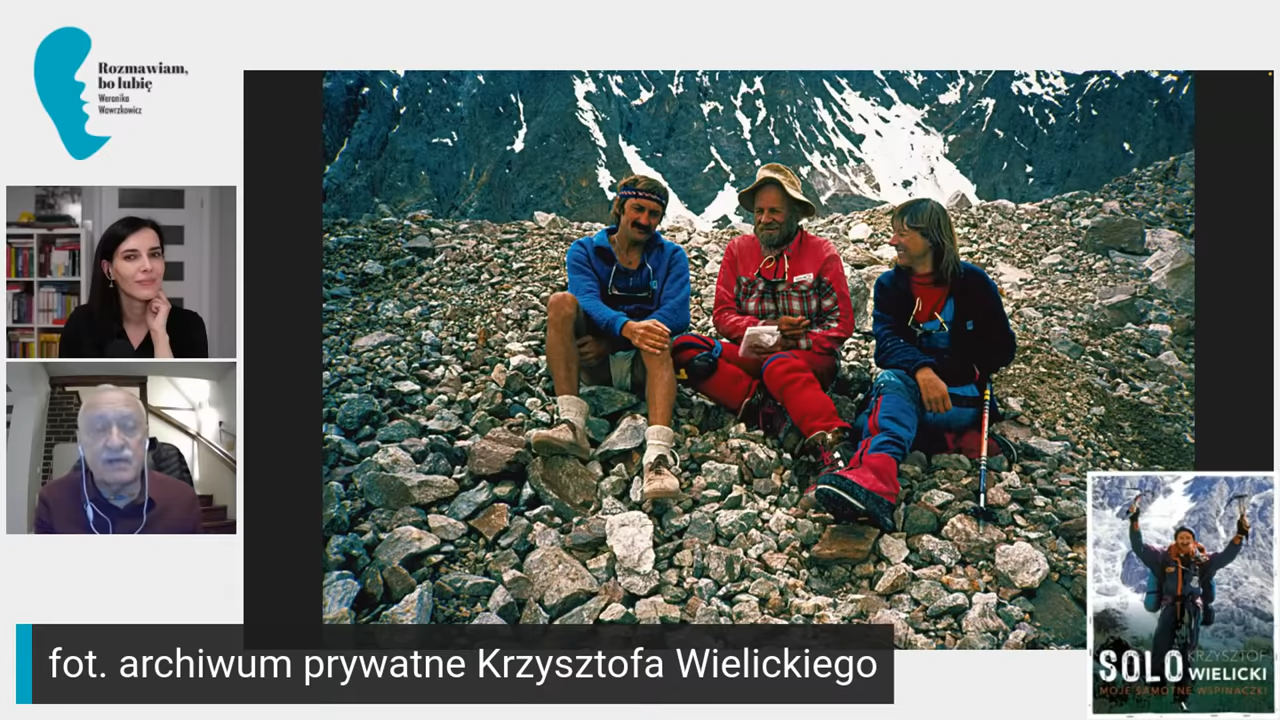 Rozmawiam,
bo lubię
Weronika
Wawrzkowicz
fot. archiwum prywatne Krzysztofa Wielickiego
SOLO
KRZYSZTOF
WIELICKI
MOJE SAMOTNE WSPINACZKI